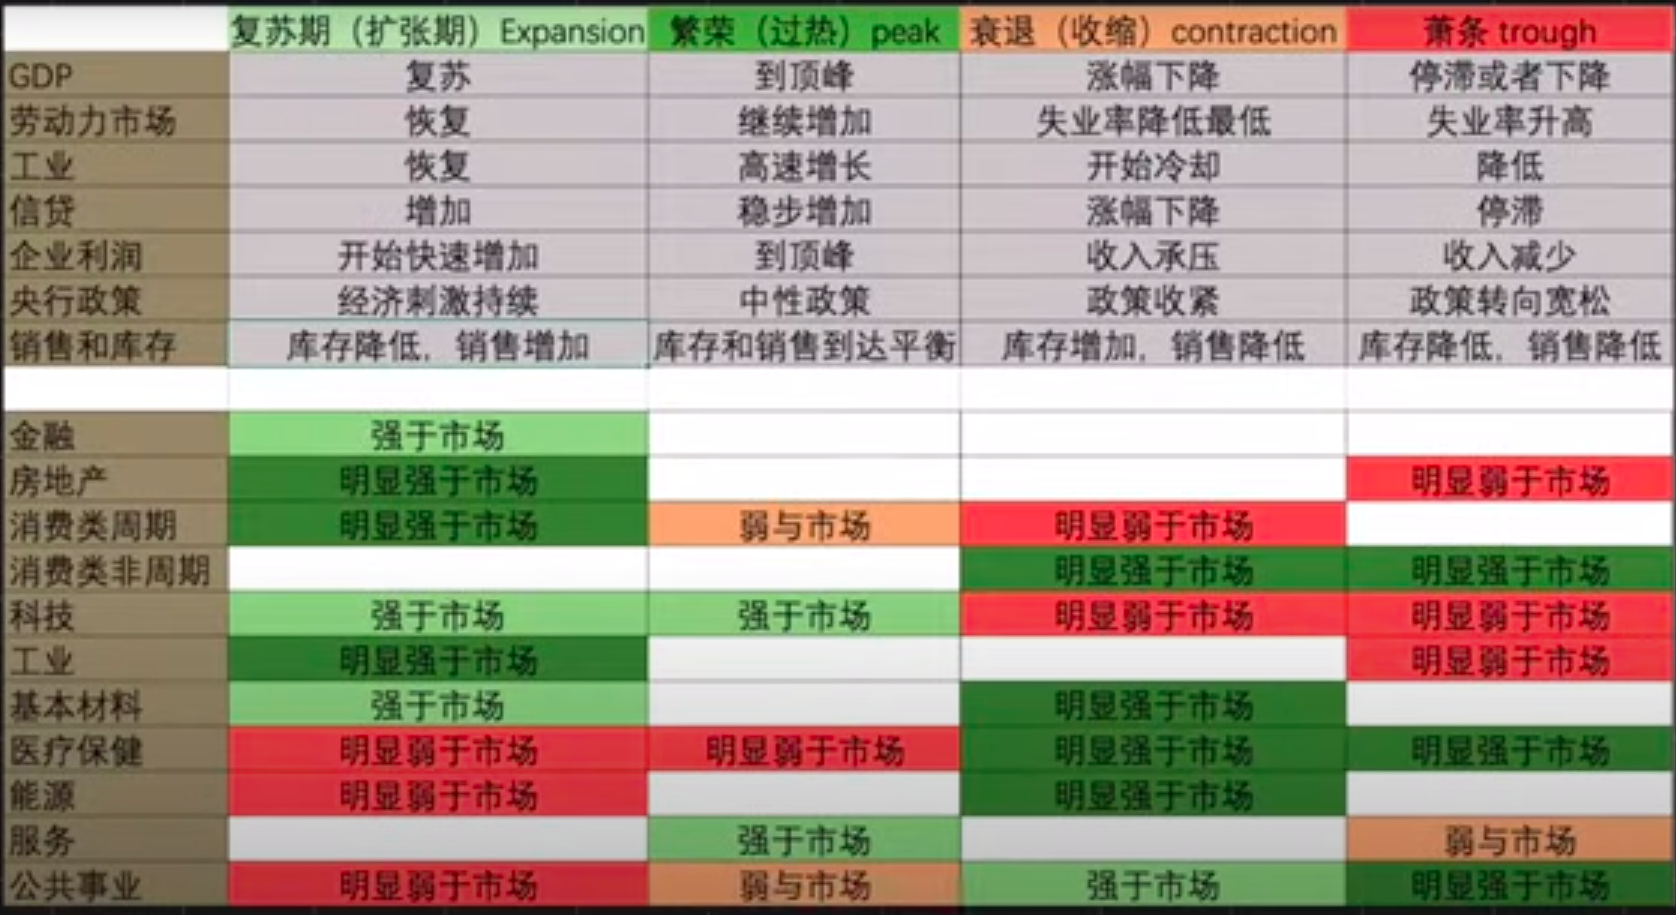 复苏期（扩张期）Expansion 繁荣（过热）peak 衰退（收缩）contraction 萧条 trough
GDP 复苏 到顶峰 涨幅下降 停滞或者下降
劳动力市场 恢复 继续增加 失业率降低最低 失业率升高
工业 恢复 高速增长 开始冷却 降低
信贷 增加 稳步增加 涨幅下降 停滞
企业利润 开始快速增加 到顶峰 收入承压 收入减少
央行政策 经济刺激持续 中性政策 政策收紧 政策转向宽松
销售和库存 库存降低，销售增加 库存和销售到达平衡 库存增加，销售降低 库存降低，销售降低
金融 强于市场
房地产 明显强于市场 明显弱于市场
消费类周期 明显强于市场 弱与市场 明显弱于市场
消费类非周期 明显强于市场 明显强于市场
科技 强于市场 强于市场 明显弱于市场 明显弱于市场
工业 明显强于市场 明显弱于市场
基本材料 强于市场 明显强于市场
医疗保健 明显弱于市场 明显弱于市场 明显强于市场 明显强于市场
能源 明显弱于市场 明显强于市场
服务 强于市场 弱与市场
公共事业 明显弱于市场 弱与市场 强于市场 明显强于市场